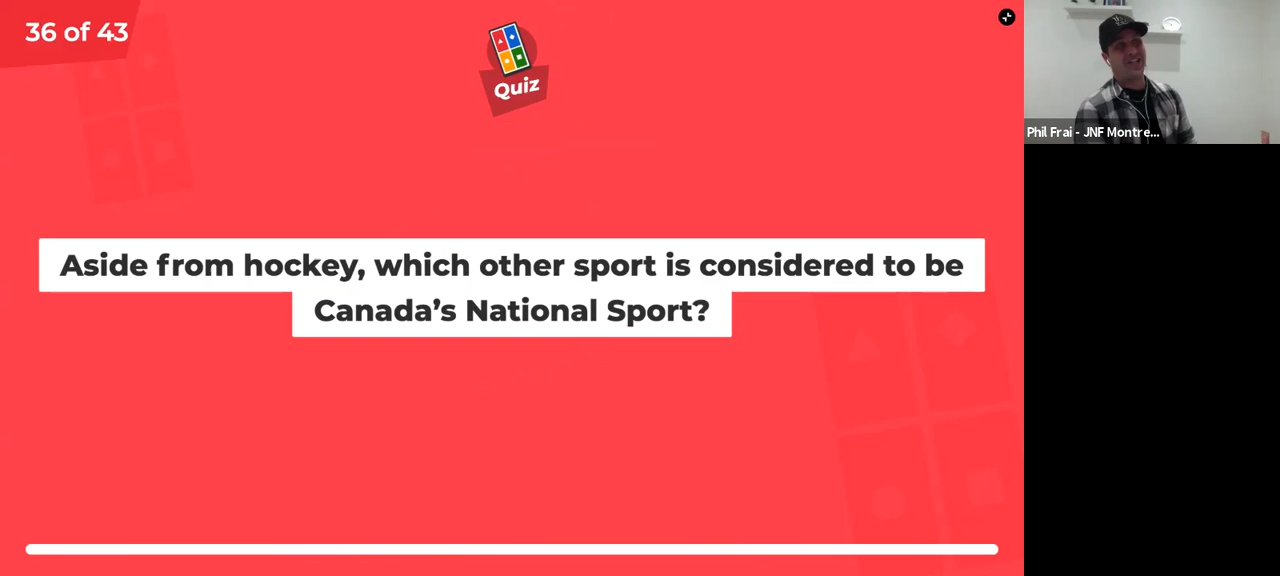 36 of 43
Quiz
Aside from hockey, which other sport is considered to be
Canada’s National Sport?
Phil Frai - JNF Montre...